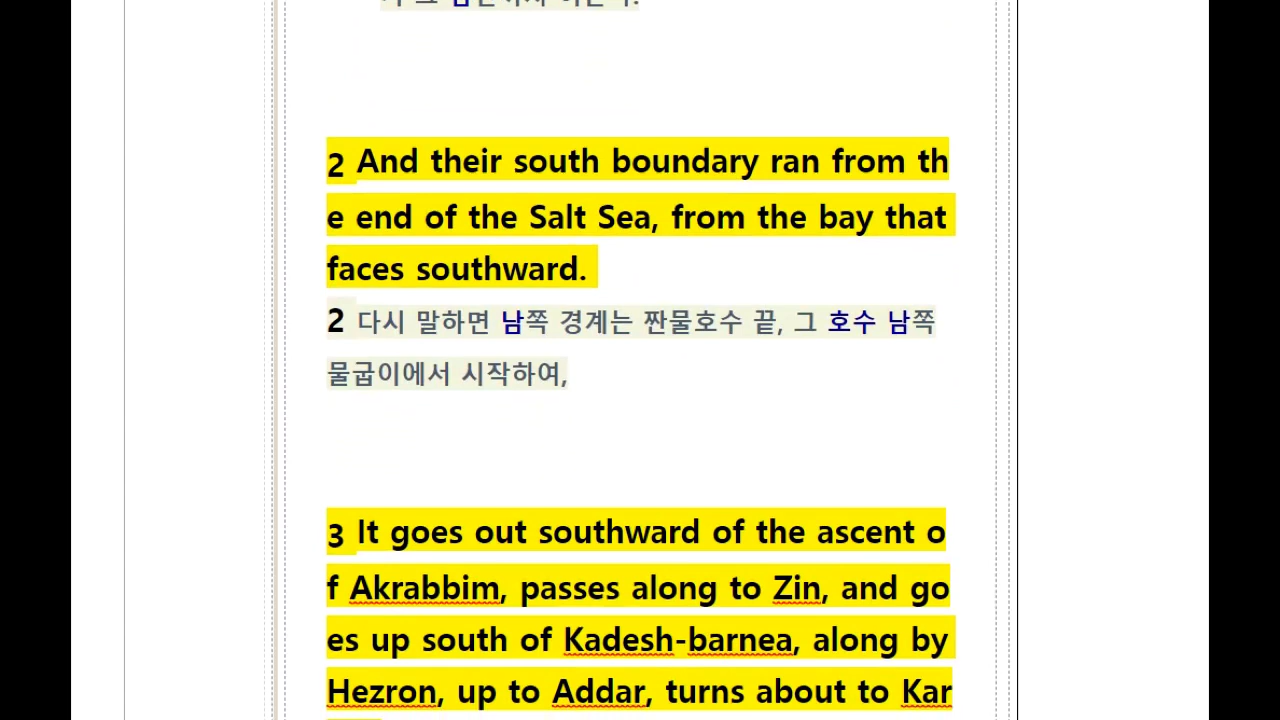 2 And their south boundary ran from th
e end of the Salt Sea, from the bay that
faces southward.
2 다시 말하면 남쪽 경계는 짠물호수 끝, 그 호수 남쪽
물굽이에서 시작하여,
3 It goes out southward of the ascent o
f Akrabbim, passes along to Zin, and go
es up south of Kadesh-barnea, along by
Hezron, up to Addar, turns about to Kar